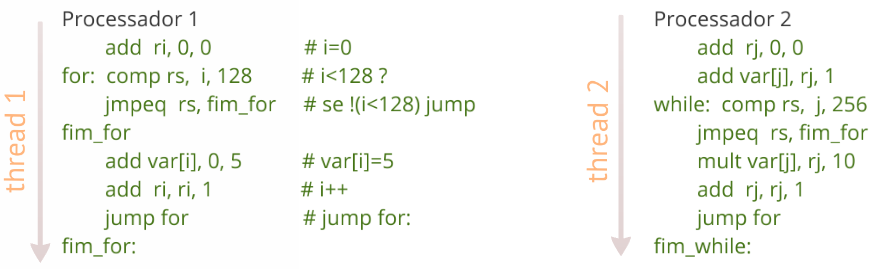 thread 1
Processador 1
add ri, 0, 0 # i=0
for: comp rs, i, 128 # i<128 ?
jmpeq rs, fim_for # se !(i<128) jump
fim_for
add var[i], 0, 5 # var[i]=5
add ri, ri, 1 # i++
jump for # jump for:
fim_for:
thread 2
Processador 2
add rj, 0, 0
add var[j], rj, 1
while: comp rs, j, 256
jmpeq rs, fim_for
mult var[j], rj, 10
add rj, rj, 1
jump for
fim_while: